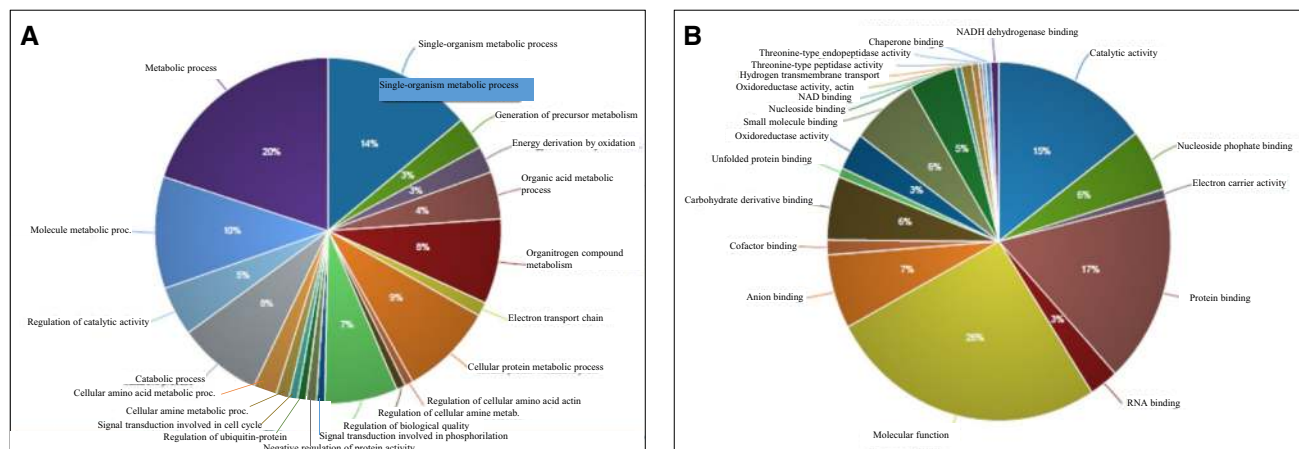 A
Single-organism metabolic process
Metabolic process
Single-organism metabolic process
Generation of precursor metabolism
Energy derivation by oxidation
Organic acid metabolic
process
Organitrogen compound
metabolism
Electron transport chain
Cellular protein metabolic process
Regulation of cellular amino acid actin
Regulation of cellular amine metab.
Regulation of biological quality
Signal transduction involved in phosphorilation
Negative regulation of protein activity
Regulation of ubiquitin-protein
Signal transduction involved in cell cycle
Cellular amine metabolic proc.
Cellular amino acid metabolic proc.
Catabolic process
Regulation of catalytic activity
Molecule metabolic proc.
14%
3%
3%
4%
8%
9%
7%
8%
5%
10%
20%
B
NADH dehydrogenase binding
Chaperone binding
Catalytic activity
Threonine-type endopeptidase activity
Threonine-type peptidase activity
Hydrogen transmembrane transport
Oxidoreductase activity, actin
NAD binding
Nucleoside binding
Small molecule binding
Oxidoreductase activity
Unfolded protein binding
Carbohydrate derivative binding
Cofactor binding
Anion binding
Molecular function
RNA binding
Protein binding
Electron carrier activity
Nucleoside phophate binding
15%
6%
17%
3%
26%
7%
6%
3%
6%
5%